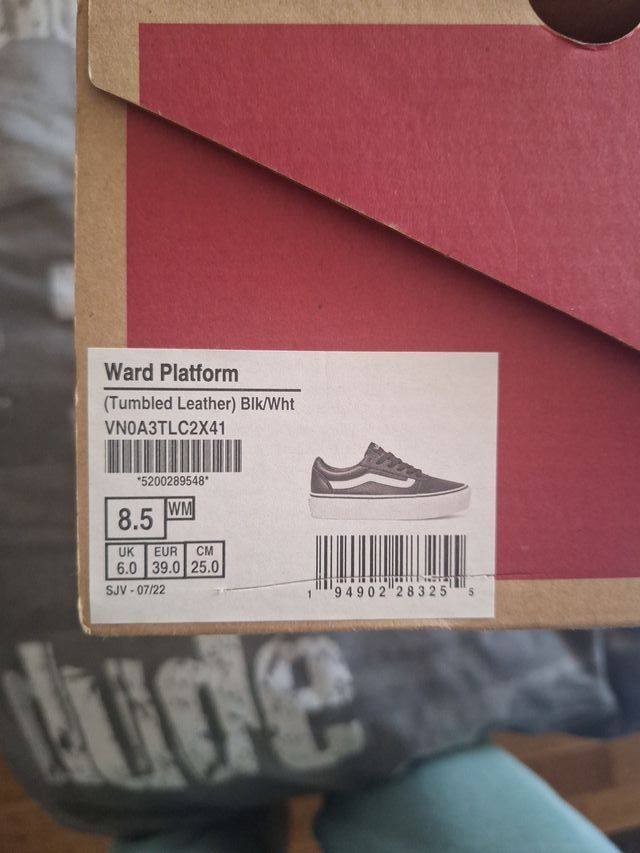 Ward Platform
(Tumbled Leather) Blk/Wht
VN0A3TLC2X41
*5200289548*
8.5 WM
UK EUR CM
6.0 39.0 25.0
SJV - 07/22
1 94902 28325 5
dude